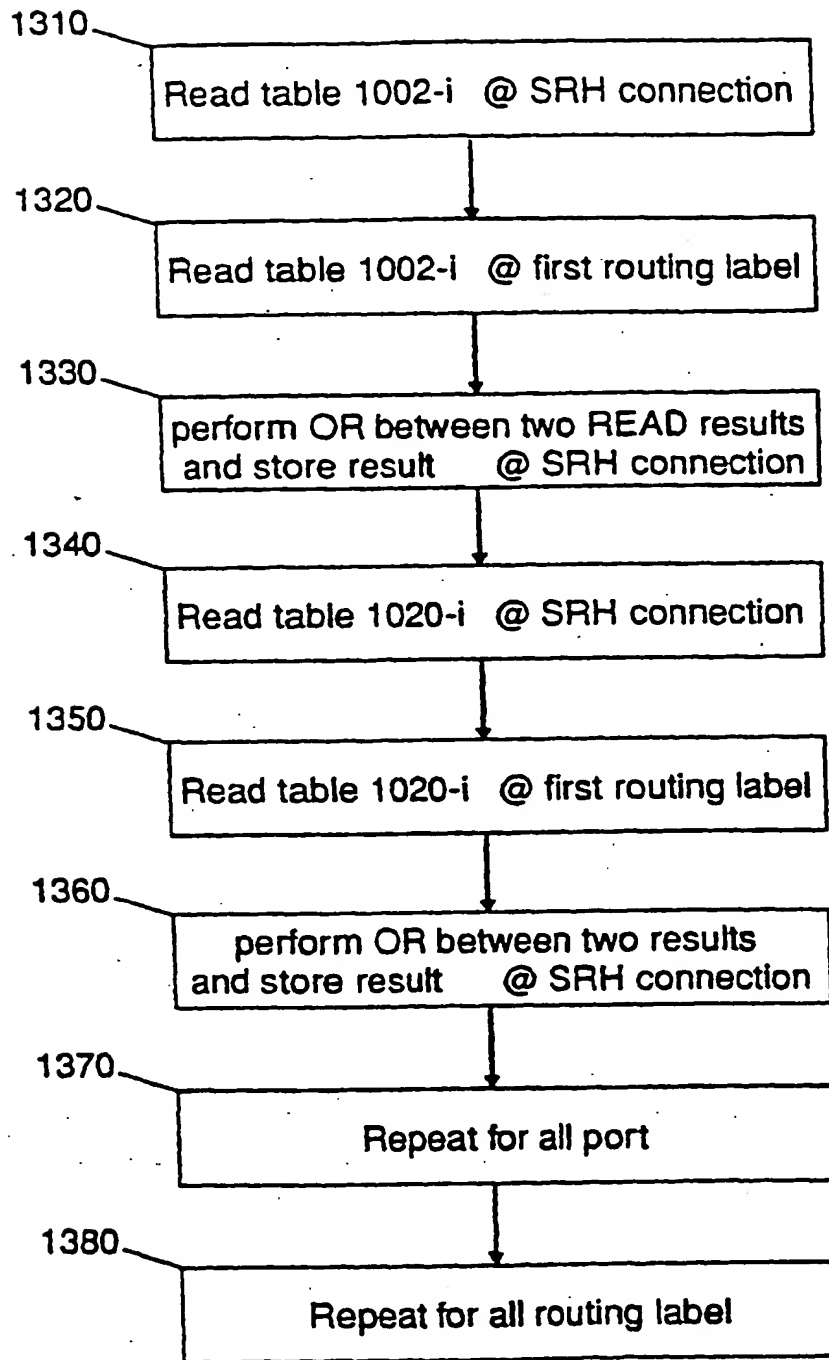 1310
Read table 1002-i @ SRH connection
1320
Read table 1002-i @ first routing label
1330
perform OR between two READ results
and store result @ SRH connection
1340
Read table 1020-i @ SRH connection
1350
Read table 1020-i @ first routing label
1360
perform OR between two results
and store result @ SRH connection
1370
Repeat for all port
1380
Repeat for all routing label